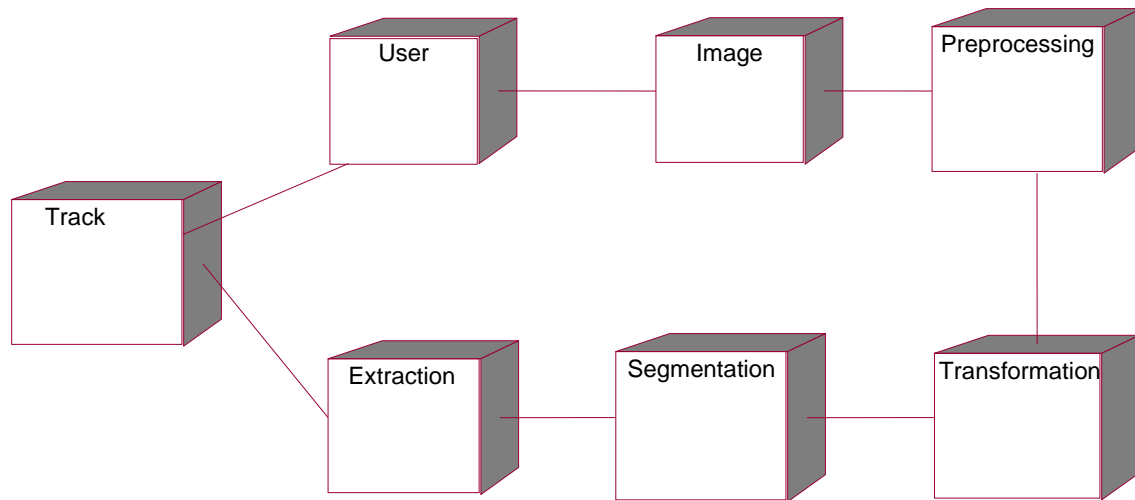 User
Image
Preprocessing
Track
Extraction
Segmentation
Transformation